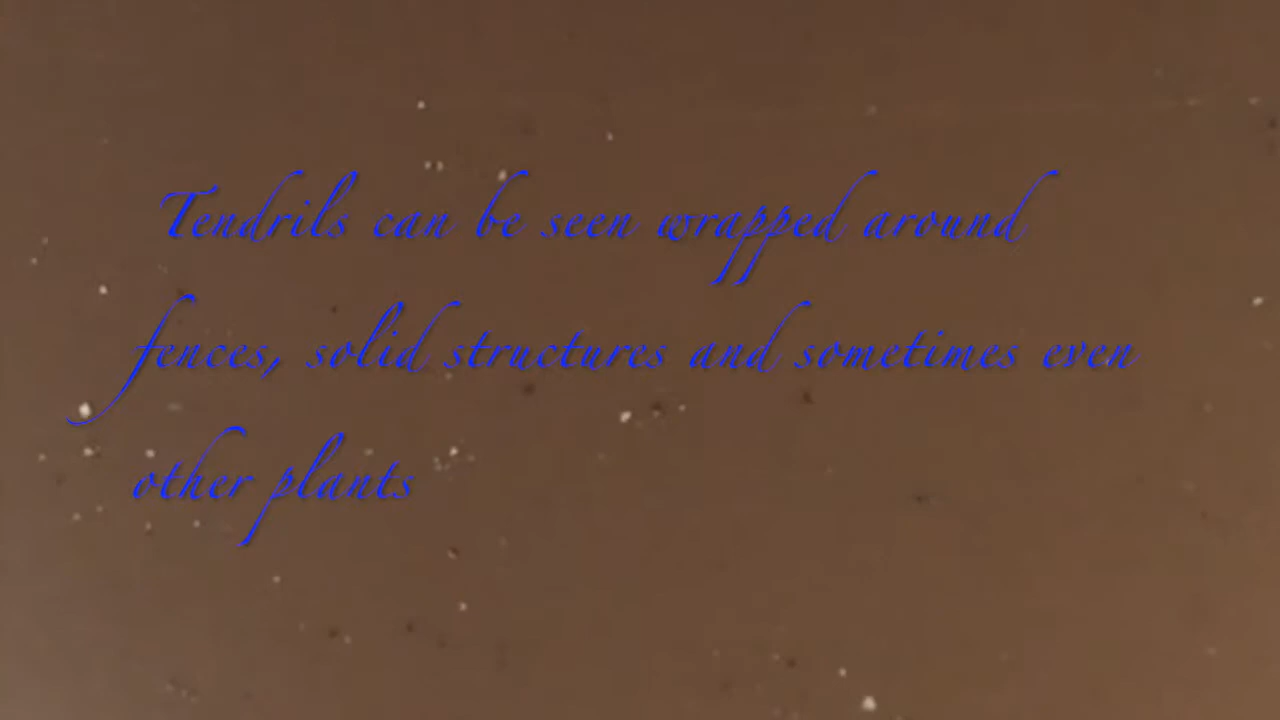 Tendrils can be seen wrapped around
fences, solid structures and sometimes even
other plants